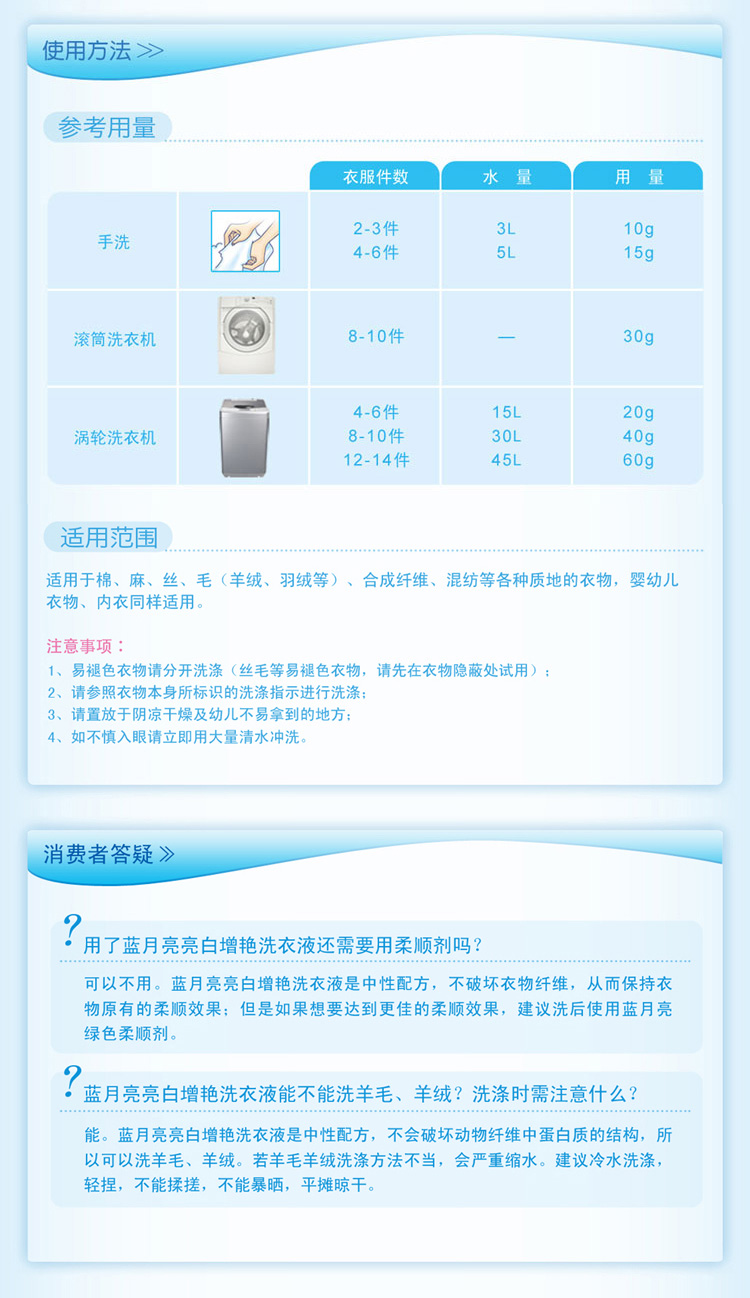 使用方法 >>
参考用量
衣服件数 水 量 用 量
手洗
2-3件 3L 10g
4-6件 5L 15g
滚筒洗衣机 8-10件 — 30g
涡轮洗衣机
4-6件 15L 20g
8-10件 30L 40g
12-14件 45L 60g
适用范围
适用于棉、麻、丝、毛（羊绒、羽绒等）、合成纤维、混纺等各种质地的衣物，婴幼儿
衣物、内衣同样适用。
注意事项：
1、易褪色衣物请分开洗涤（丝毛等易褪色衣物，请先在衣物隐蔽处试用）；
2、请参照衣物本身所标识的洗涤指示进行洗涤；
3、请置放于阴凉干燥及幼儿不易拿到的地方；
4、如不慎入眼请立即用大量清水冲洗。
消费者答疑 》
? 用了蓝月亮亮白增艳洗衣液还需要用柔顺剂吗？
可以不用。蓝月亮亮白增艳洗衣液是中性配方，不破坏衣物纤维，从而保持衣
物原有的柔顺效果；但是如果想要达到更佳的柔顺效果，建议洗后使用蓝月亮
绿色柔顺剂。
? 蓝月亮亮白增艳洗衣液能不能洗羊毛、羊绒？洗涤时需注意什么？
能。蓝月亮亮白增艳洗衣液是中性配方，不会破坏动物纤维中蛋白质的结构，所
以可以洗羊毛、羊绒。若羊毛羊绒洗涤方法不当，会严重缩水。建议冷水洗涤，
轻捏，不能揉搓，不能暴晒，平摊晾干。